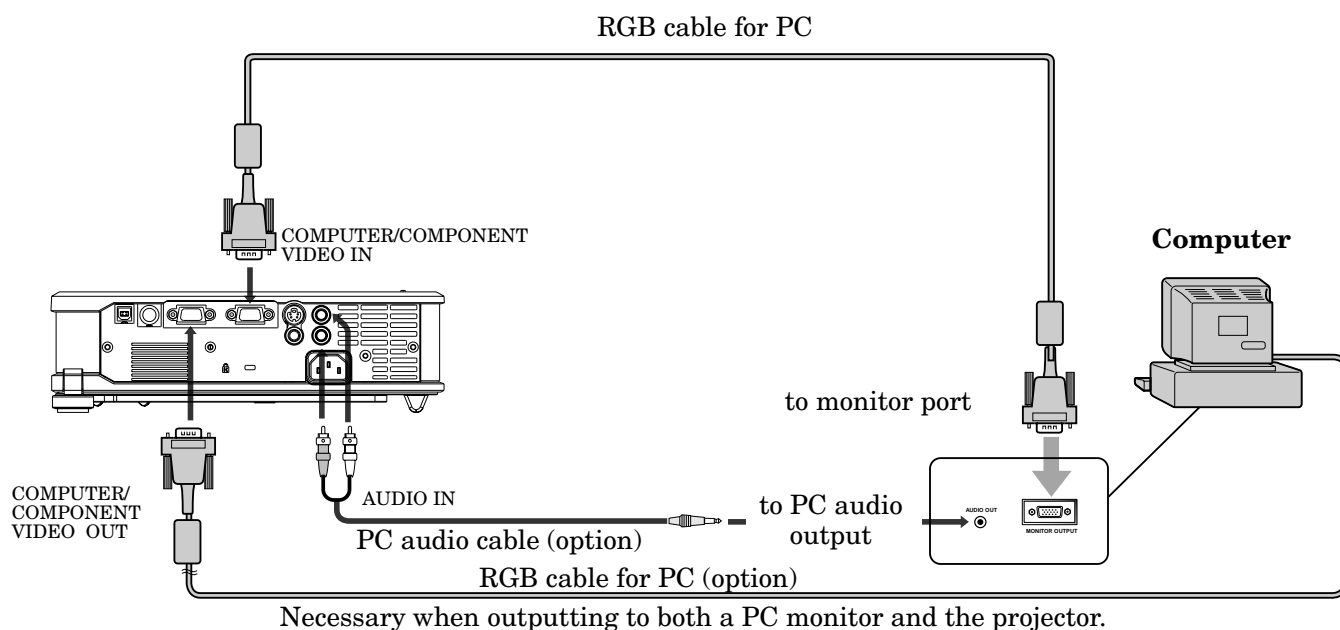 RGB cable for PC
COMPUTER/COMPONENT
VIDEO IN
Computer
to monitor port
COMPUTER/
COMPONENT
VIDEO OUT
AUDIO IN
PC audio cable (option)
to PC audio
output
AUDIO OUT
MONITOR OUTPUT
RGB cable for PC (option)
Necessary when outputting to both a PC monitor and the projector.